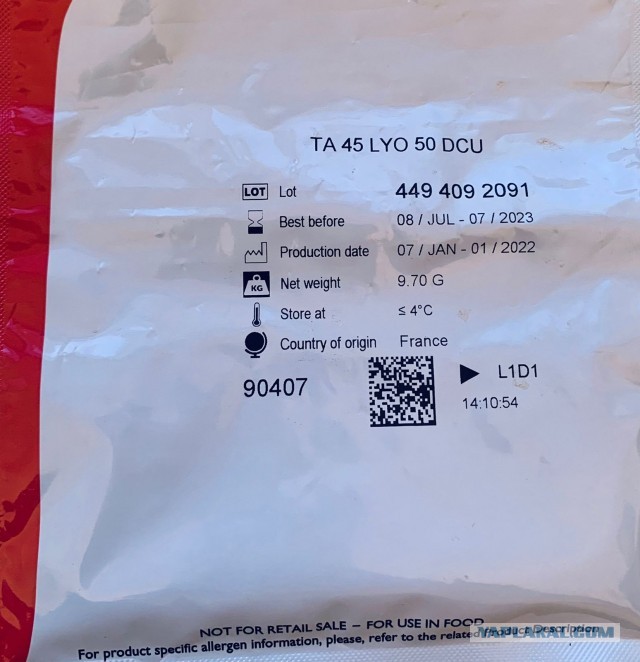 TA 45 LYO 50 DCU
LOT Lot 449 409 2091
Best before 08 / JUL - 07 / 2023
Production date 07 / JAN - 01 / 2022
KG Net weight 9.70 G
Store at ≤ 4°C
Country of origin France
90407 L1D1
14:10:54
NOT FOR RETAIL SALE – FOR USE IN FOOD
For product specific allergen information, please, refer to the related Product Description
YAPLAKAL.COM